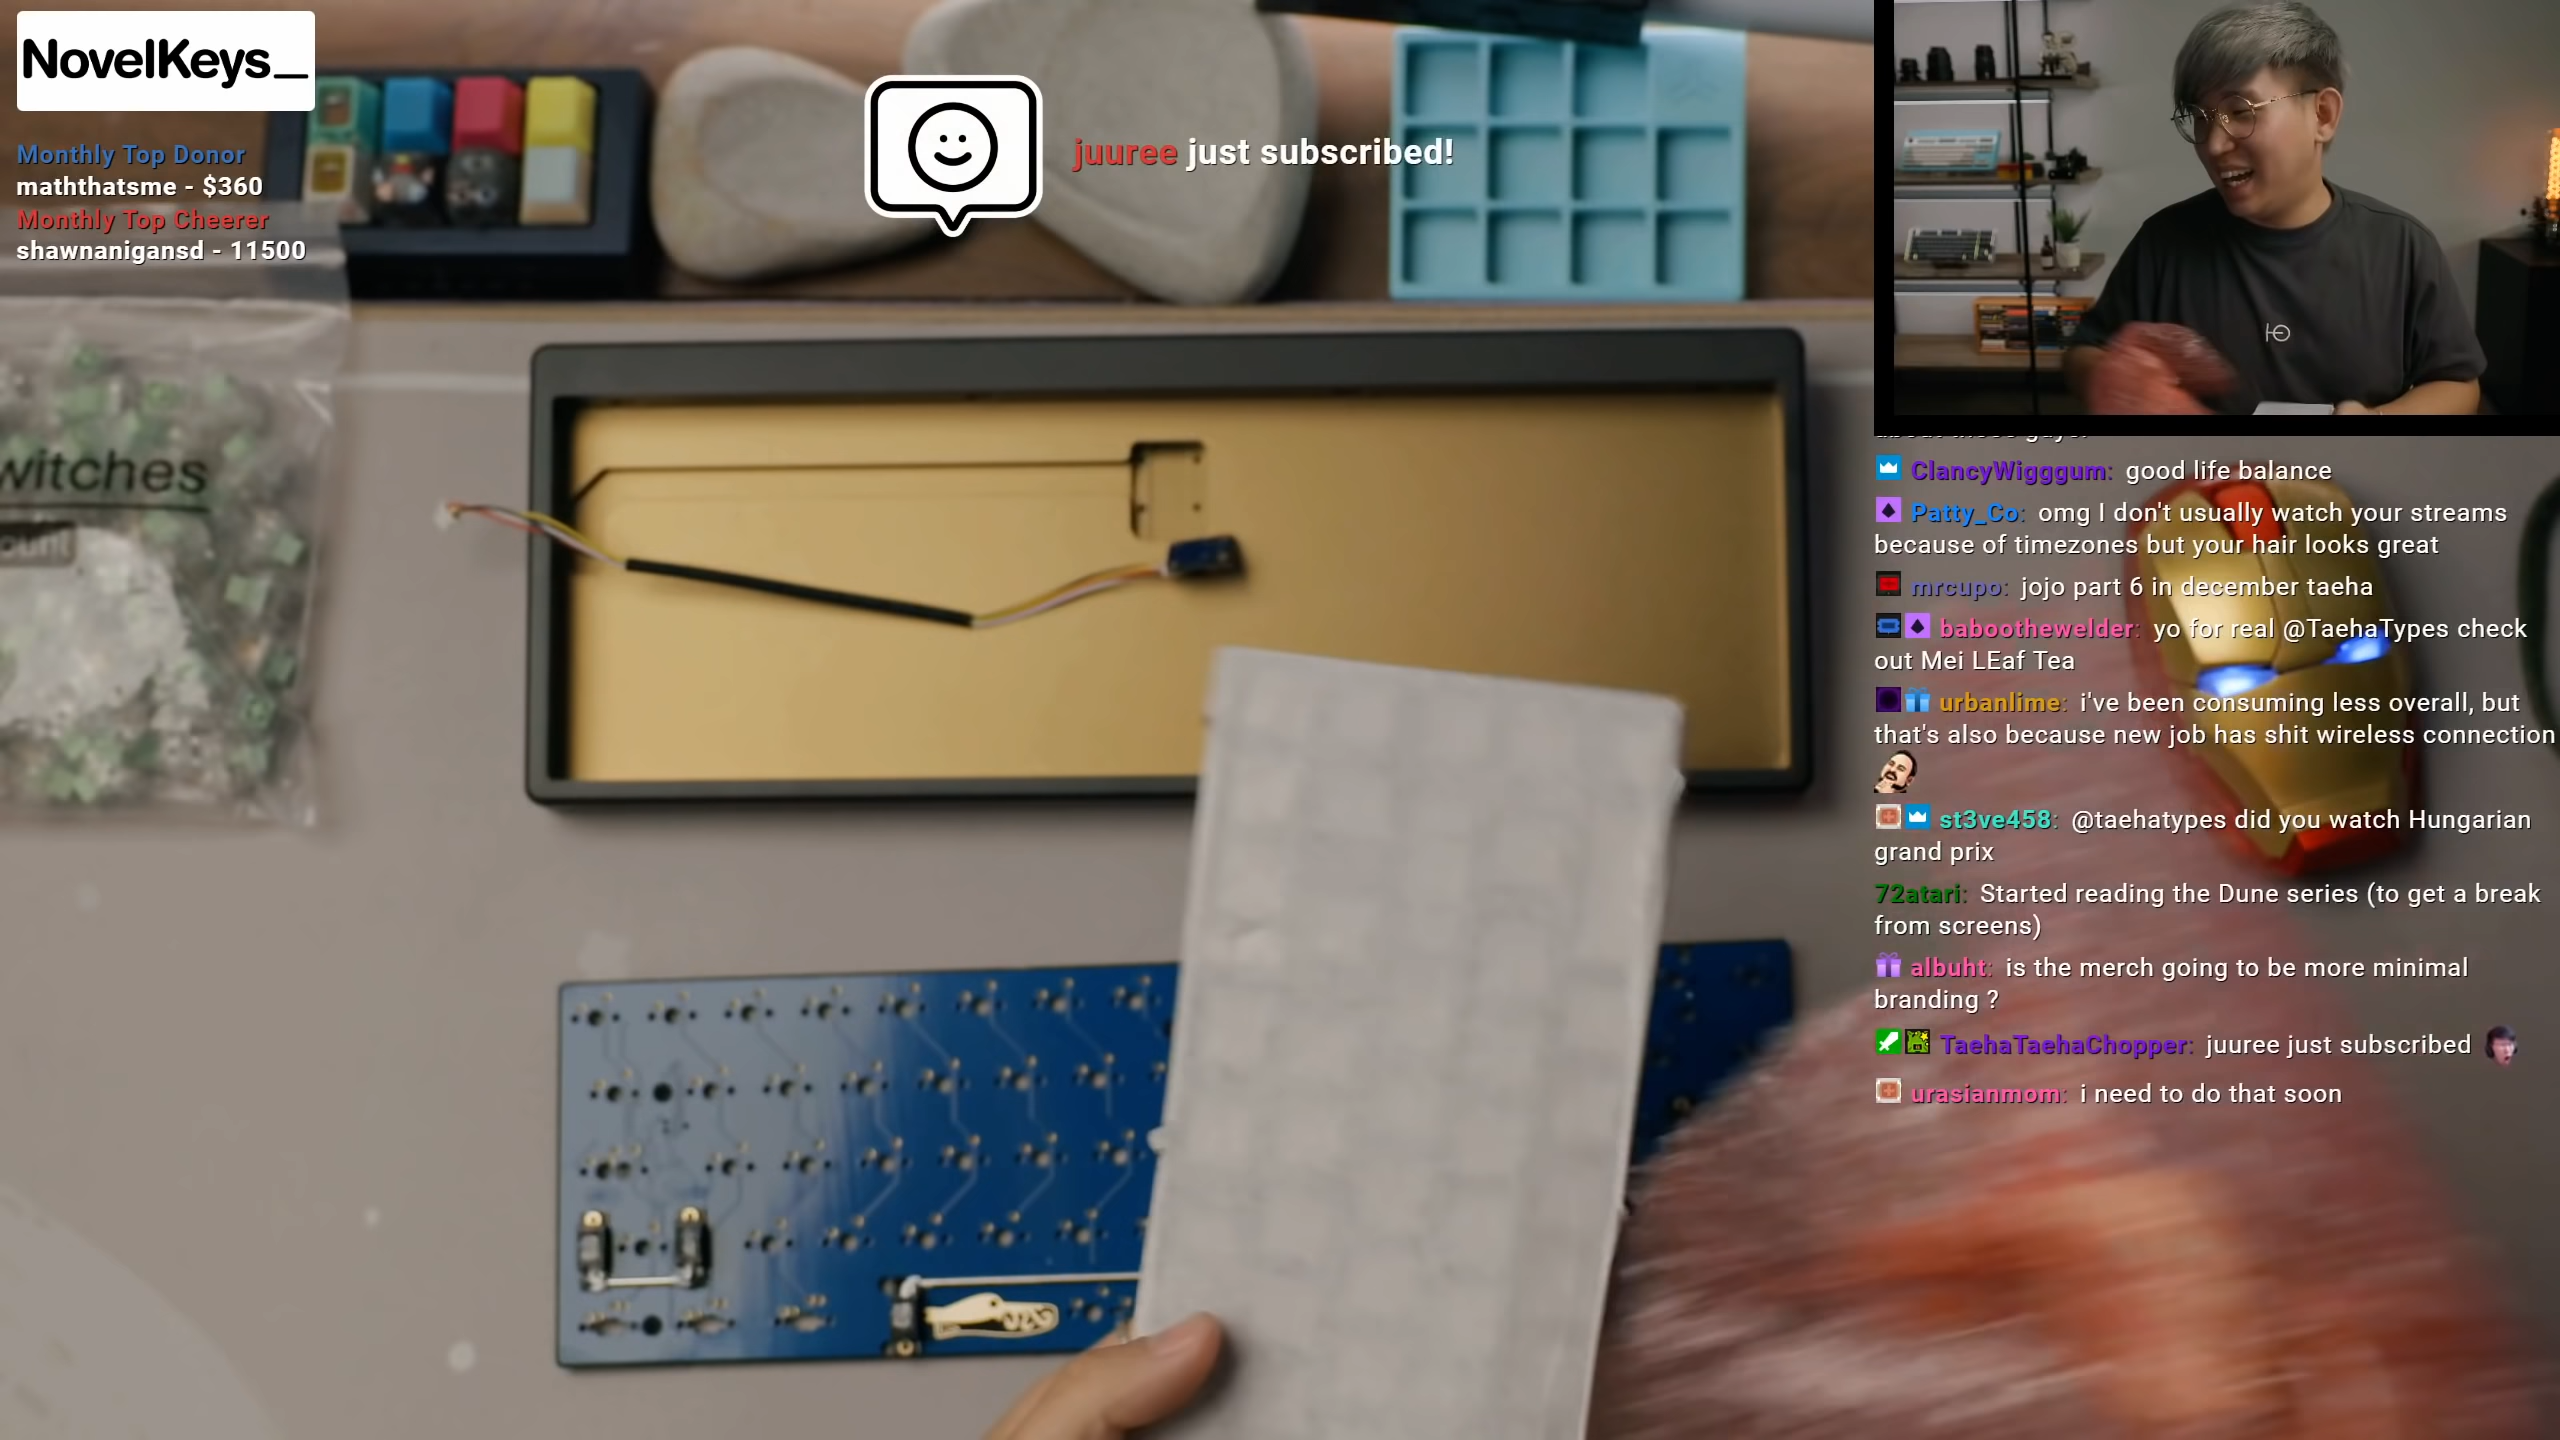 NovelKeys_
Monthly Top Donor
maththatsme - $360
Monthly Top Cheerer
shawnanigansd - 11500
juuree just subscribed!
witches
ClancyWigggum: good life balance
Patty_Co: omg I don't usually watch your streams
because of timezones but your hair looks great
mrcupo: jojo part 6 in december taeha
baboothewelder: yo for real @TaehaTypes check
out Mei LEaf Tea
urbanlime: i've been consuming less overall, but
that's also because new job has shit wireless connection
st3ve458: @taehatypes did you watch Hungarian
grand prix
72atari: Started reading the Dune series (to get a break
from screens)
albuht: is the merch going to be more minimal
branding ?
TaehaTaehaChopper: juuree just subscribed
urasianmom: i need to do that soon